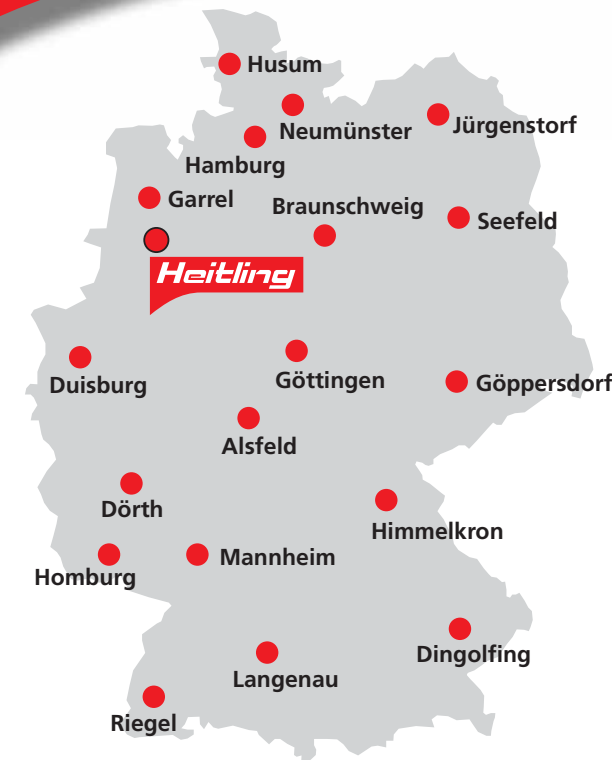 Husum
Neumünster
Jürgenstorf
Hamburg
Garrel
Braunschweig
Seefeld
Heitling
Duisburg
Göttingen
Göppersdorf
Alsfeld
Dörth
Himmelkron
Mannheim
Homburg
Dingolfing
Langenau
Riegel